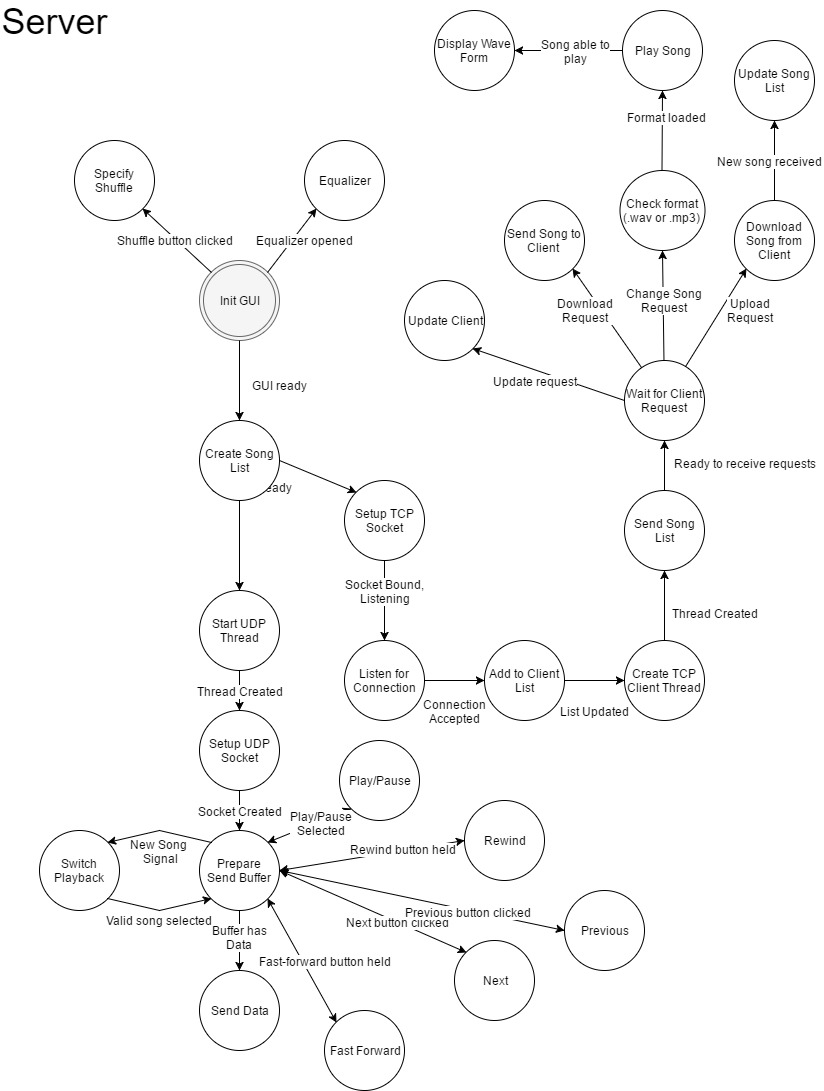 Server
Display Wave
Form
Song able to
play
Play Song
Update Song
List
Format loaded
New song received
Specify
Shuffle
Equalizer
Check format
(.wav or .mp3)
Send Song to
Client
Download
Song from
Client
Shuffle button clicked
Equalizer opened
Init GUI
Download
Request
Change Song
Request
Upload
Request
Update Client
Update request
Wait for Client
Request
GUI ready
Create Song
List
eady
Ready to receive requests
Setup TCP
Socket
Send Song
List
Socket Bound,
Listening
Start UDP
Thread
Thread Created
Listen for
Connection
Add to Client
List
Create TCP
Client Thread
Thread Created
Connection
Accepted
List Updated
Setup UDP
Socket
Play/Pause
Socket Created
Play/Pause
Selected
New Song
Signal
Rewind button held
Rewind
Switch
Playback
Prepare
Send Buffer
Valid song selected
Previous button clicked
Next button clicked
Previous
Buffer has
Data
Fast-forward button held
Next
Send Data
Fast Forward